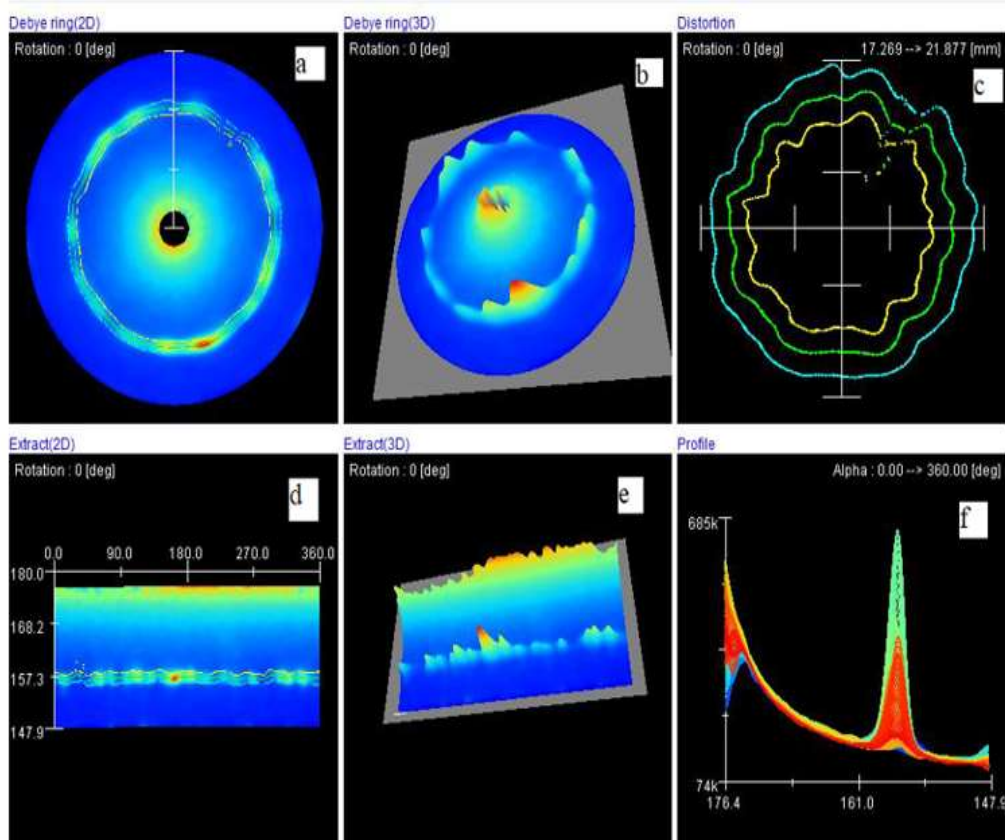 Debye ring(2D)
Rotation : 0 [deg]
a
Debye ring(3D)
Rotation : 0 [deg]
b
Distortion
Rotation : 0 [deg]
17.269 --> 21.877 [mm]
c
Extract(2D)
Rotation : 0 [deg]
d
0.0 90.0 180.0 270.0 360.0
180.0
168.2
157.3
147.9
Extract(3D)
Rotation : 0 [deg]
e
Profile
Alpha : 0.00 --> 360.00 [deg]
f
685k
74k
176.4 161.0 147.9